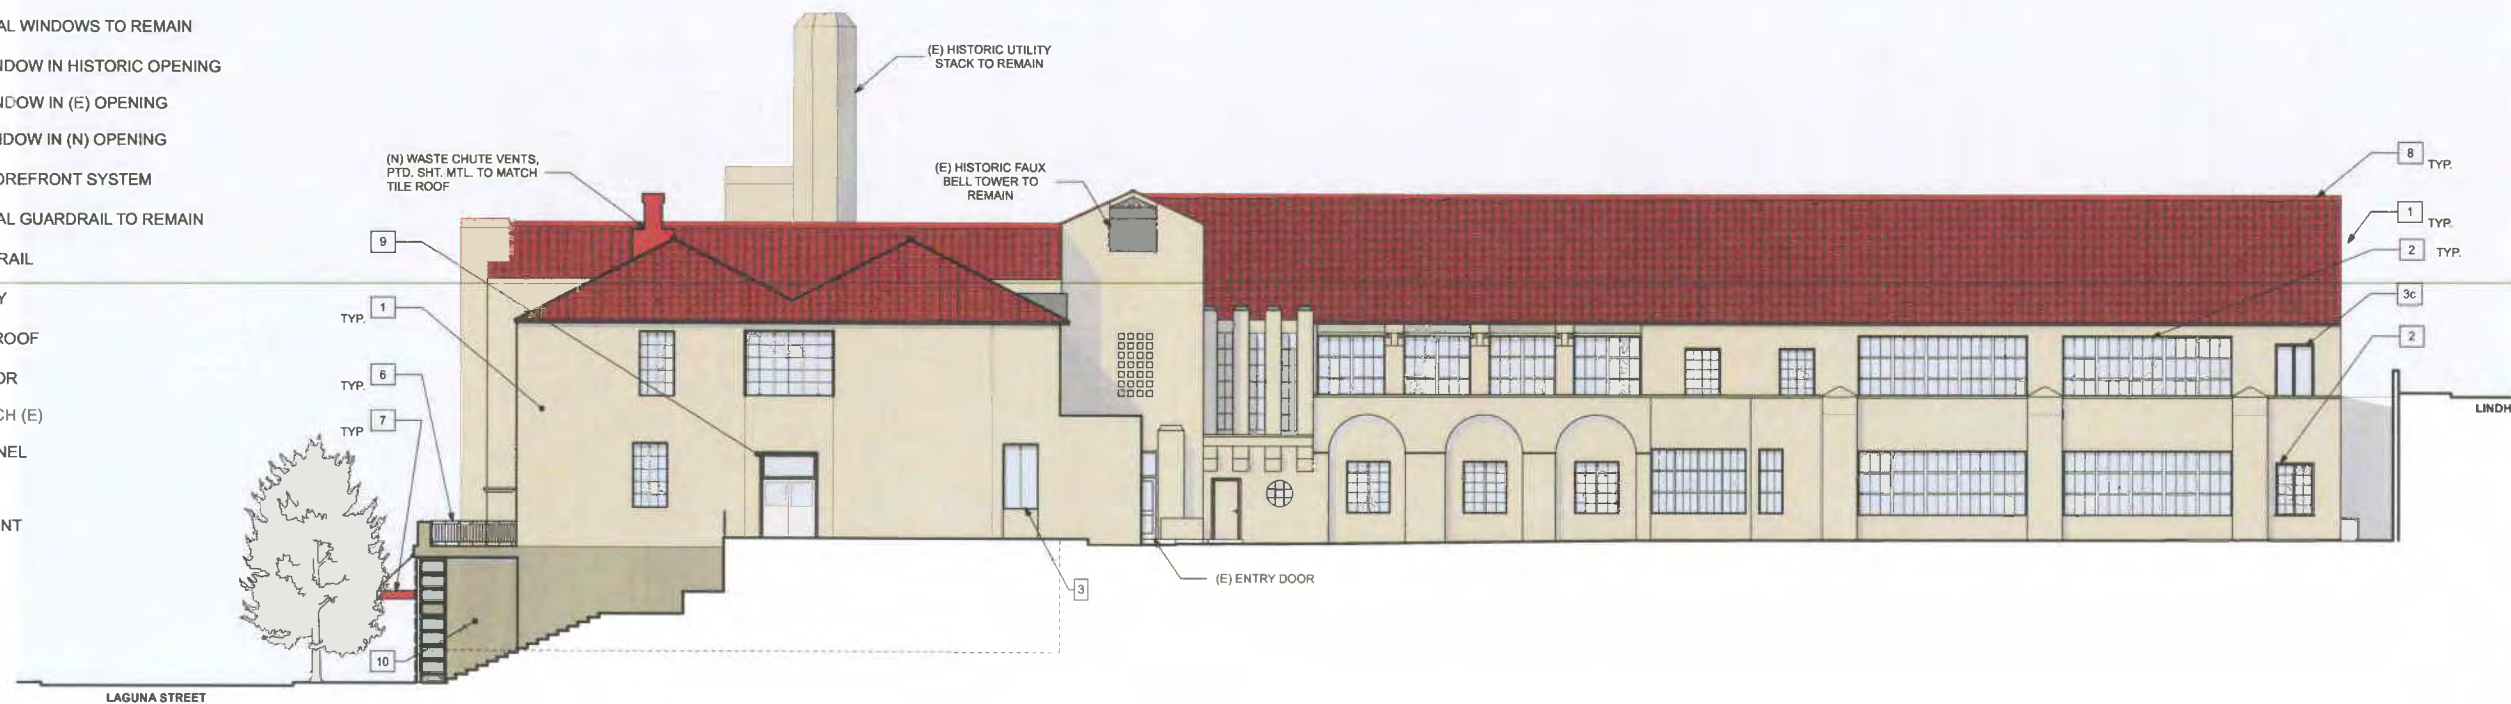 AL WINDOWS TO REMAIN
NDOW IN HISTORIC OPENING
NDOW IN (E) OPENING
NDOW IN (N) OPENING
OREFRONT SYSTEM
AL GUARDRAIL TO REMAIN
RAIL
Y
ROOF
OR
CH (E)
NEL
NT
(E) HISTORIC UTILITY
STACK TO REMAIN
(N) WASTE CHUTE VENTS,
PTD. SHT. MTL. TO MATCH
TILE ROOF
(E) HISTORIC FAUX
BELL TOWER TO
REMAIN
9
TYP. 1
TYP. 6
TYP 7
10
3
(E) ENTRY DOOR
8 TYP.
1 TYP.
2 TYP.
3c
2
LINDH
LAGUNA STREET